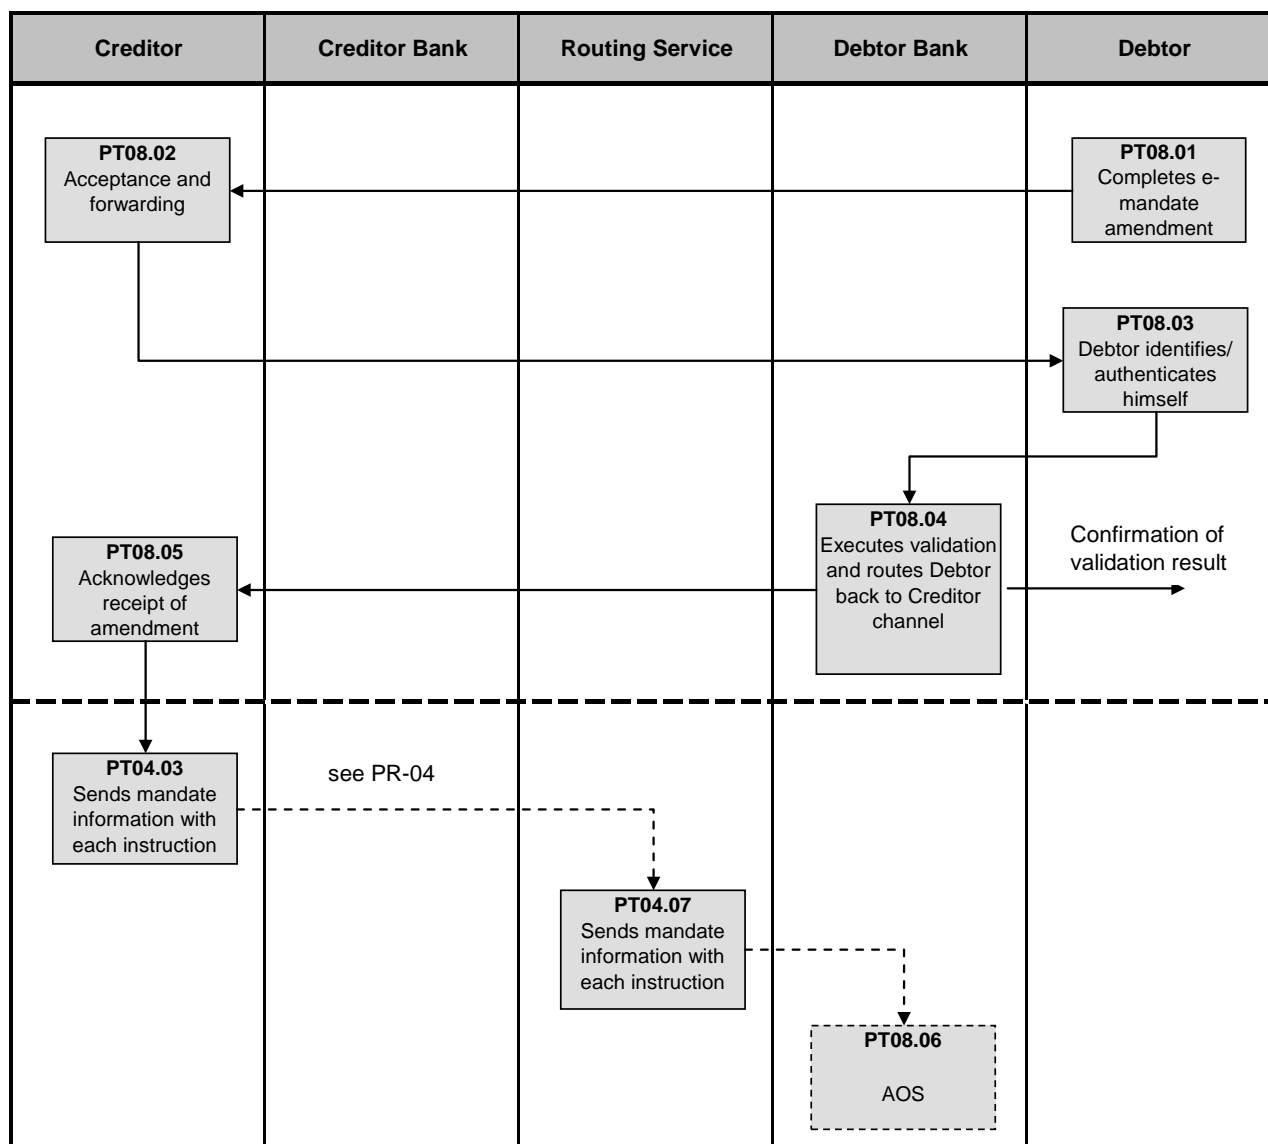 Creditor
Creditor Bank
Routing Service
Debtor Bank
Debtor
PT08.02
Acceptance and
forwarding
PT08.01
Completes e-
mandate
amendment
PT08.03
Debtor identifies/
authenticates
himself
PT08.04
Executes validation
and routes Debtor
back to Creditor
channel
Confirmation of
validation result
PT08.05
Acknowledges
receipt of
amendment
PT04.03
Sends mandate
information with
each instruction
see PR-04
PT04.07
Sends mandate
information with
each instruction
PT08.06
AOS